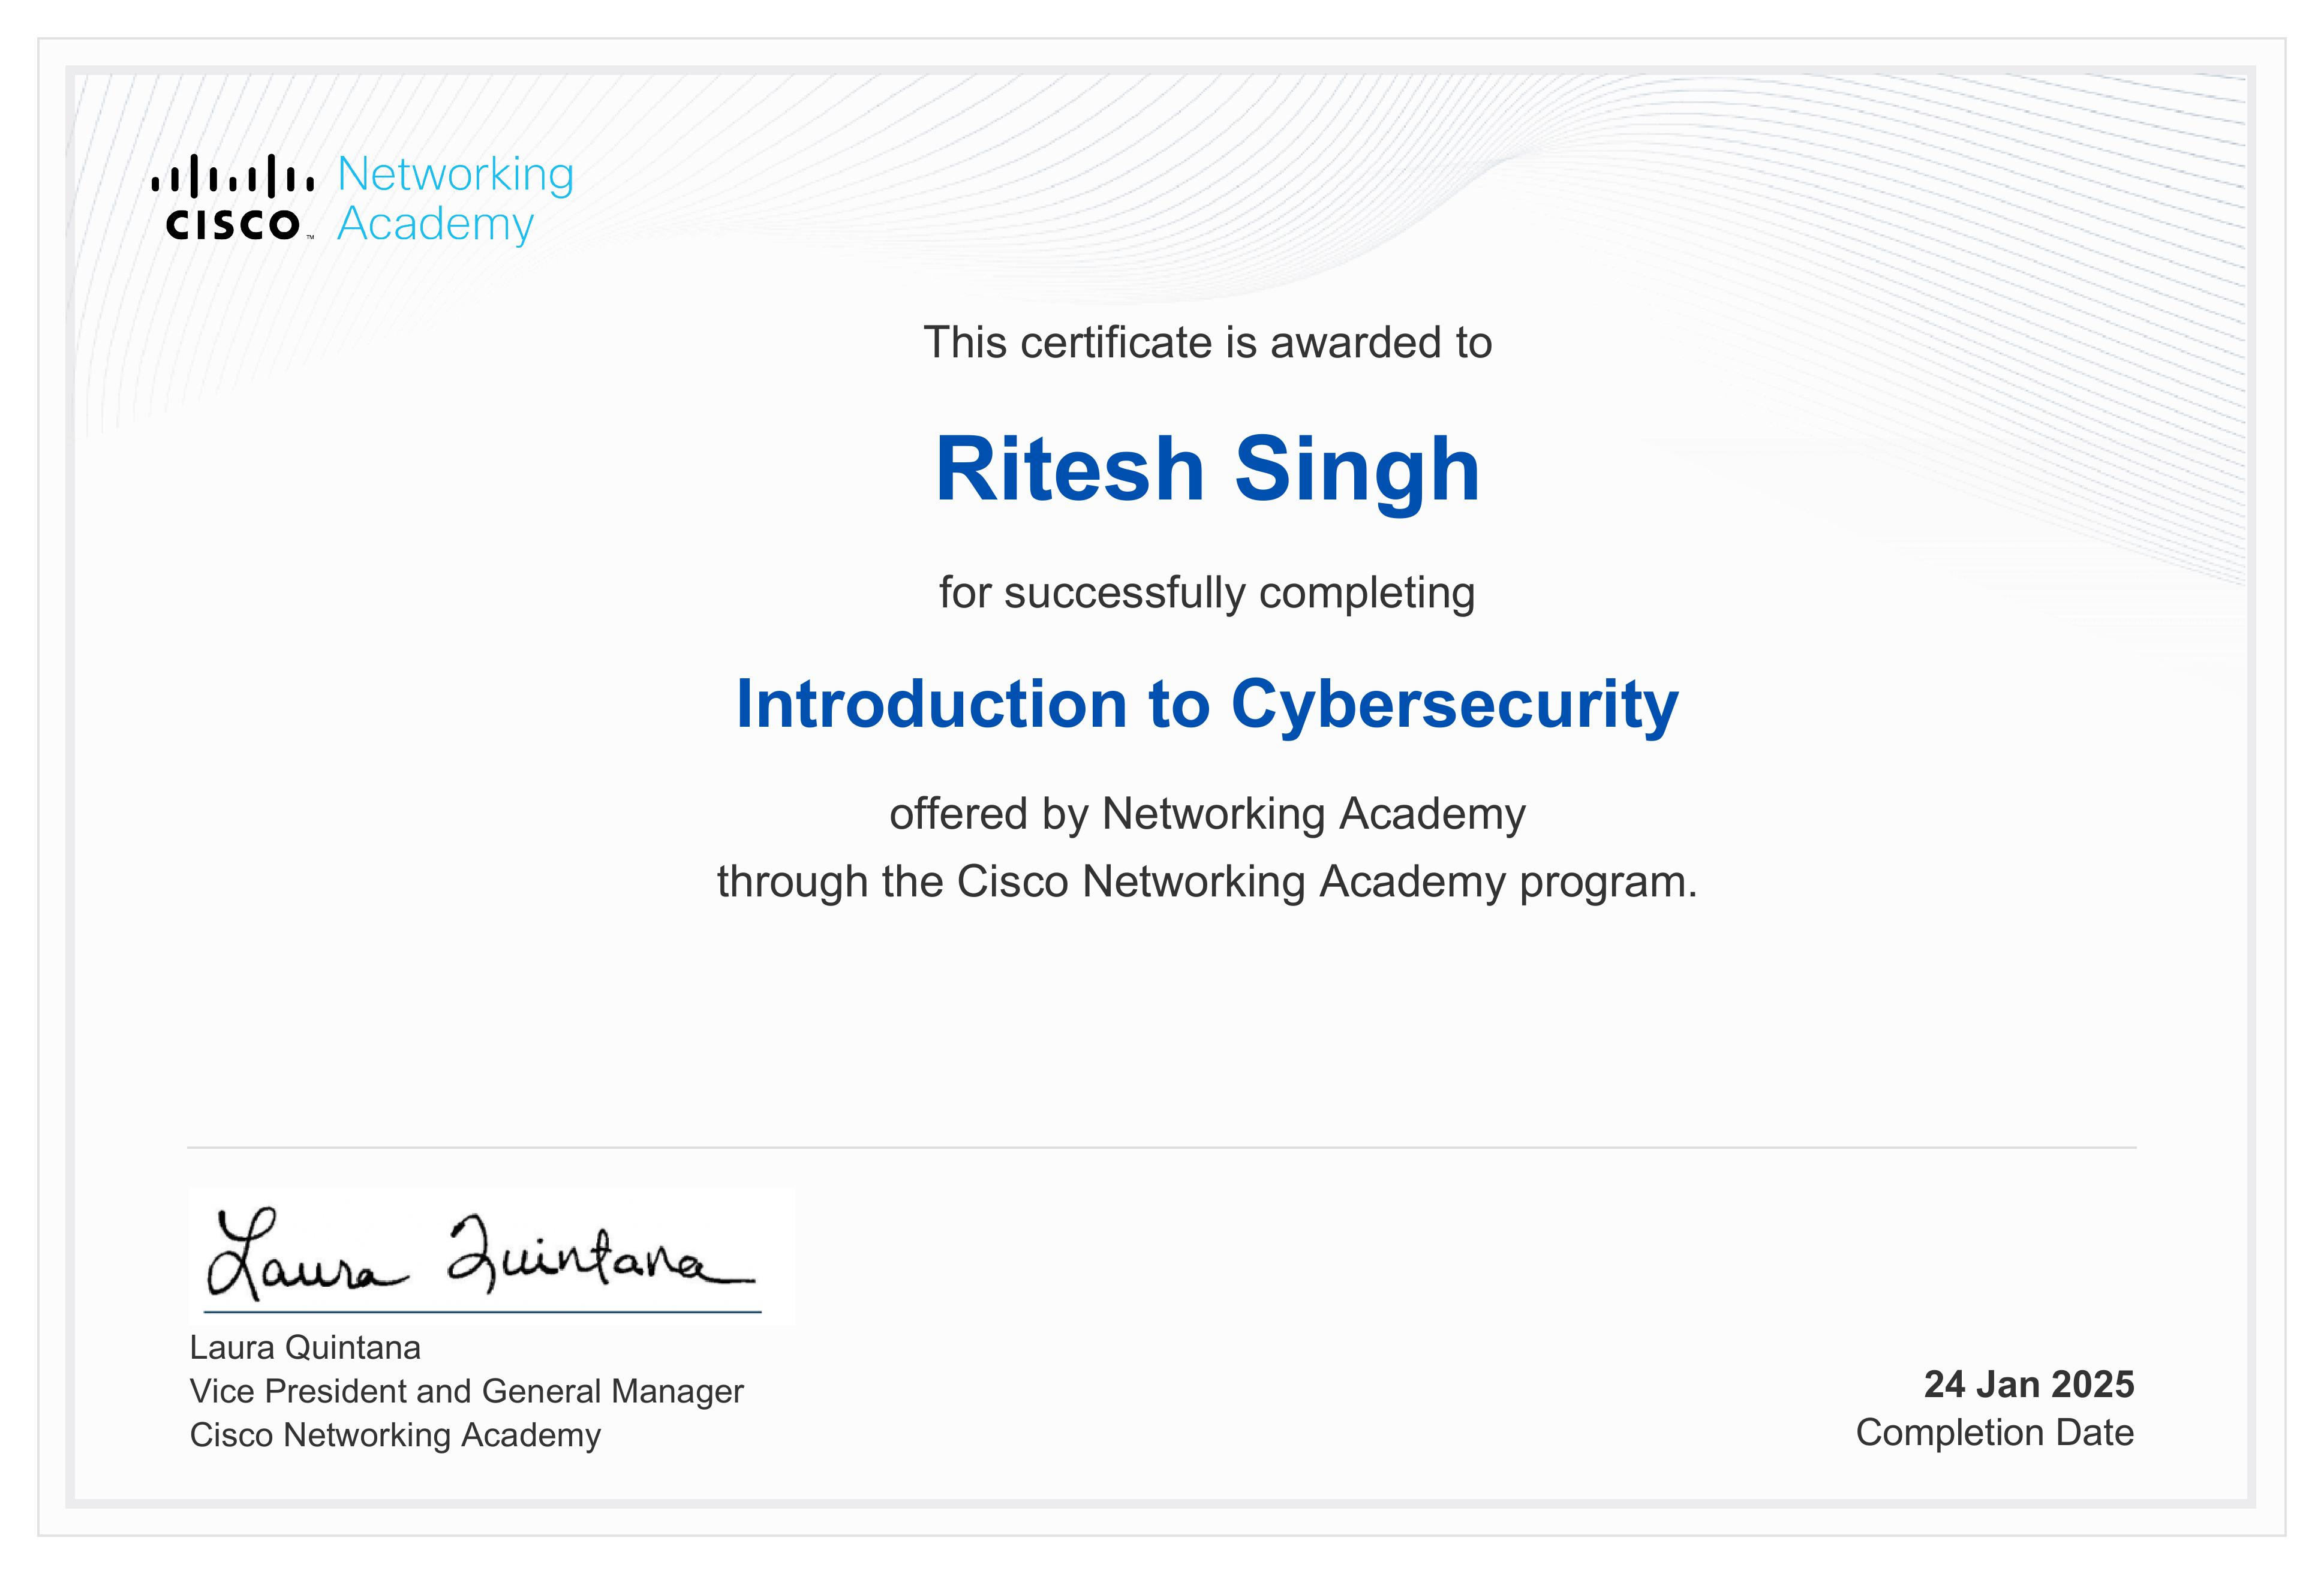 Networking
Academy
CISCO™
This certificate is awarded to
Ritesh Singh
for successfully completing
Introduction to Cybersecurity
offered by Networking Academy
through the Cisco Networking Academy program.
Laura Quintana
Laura Quintana
Vice President and General Manager
Cisco Networking Academy
24 Jan 2025
Completion Date